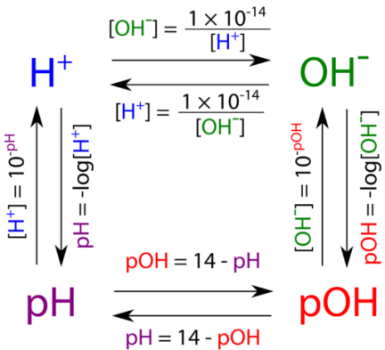 [OH⁻] = 1 × 10⁻¹⁴ / [H⁺]
H⁺
OH⁻
[H⁺] = 1 × 10⁻¹⁴ / [OH⁻]
[H⁺] = 10^-pH
pH = -log[H⁺]
[OH⁻] = 10^-pOH
pOH = -log[OH⁻]
pOH = 14 - pH
pH
pOH
pH = 14 - pOH